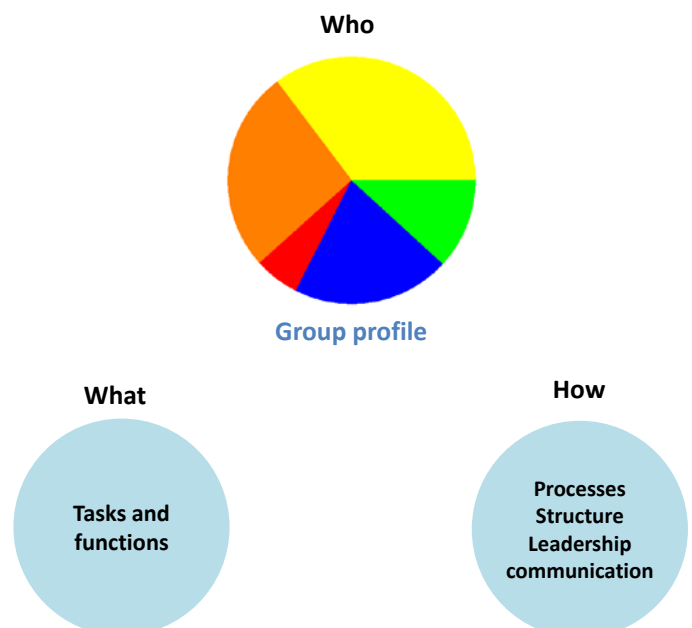 Who
Group profile
What
Tasks and
functions
How
Processes
Structure
Leadership
communication